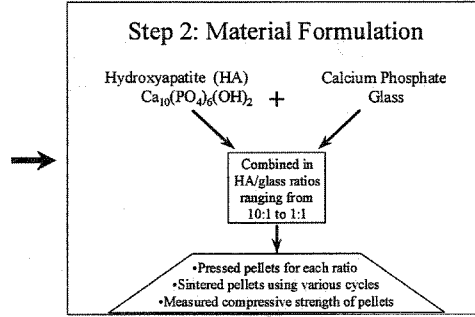 Step 2: Material Formulation
Hydroxyapatite (HA)
Ca10(PO4)6(OH)2
+
Calcium Phosphate
Glass
Combined in
HA/glass ratios
ranging from
10:1 to 1:1
•Pressed pellets for each ratio
•Sintered pellets using various cycles
•Measured compressive strength of pellets